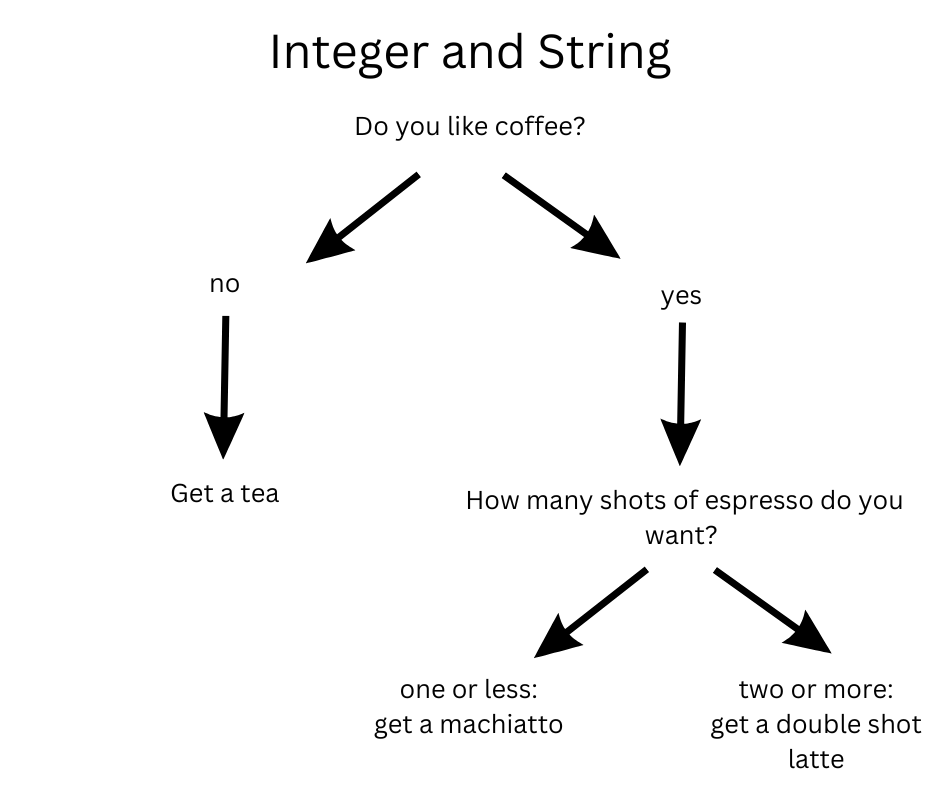 Integer and String
Do you like coffee?
no
yes
Get a tea
How many shots of espresso do you
want?
one or less:
get a machiatto
two or more:
get a double shot
latte